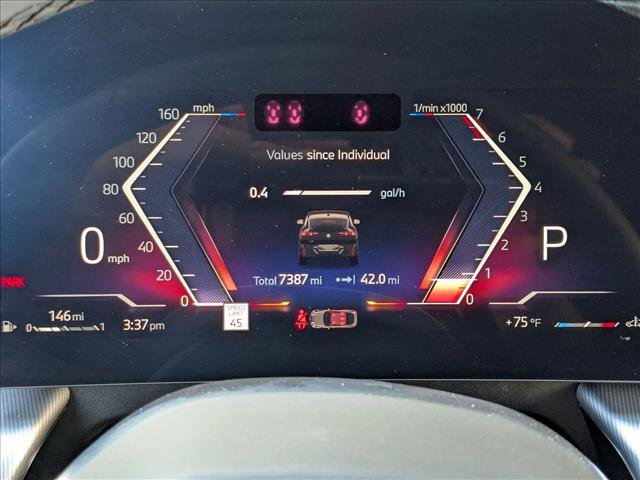 160 mph
1/min x1000 7
140
6
120
Values since Individual
5
100
0.4 gal/h
80
4
60
3
0 mph
P
40
2
20
Total 7387 mi
42.0 mi
1
PARK
0
0
146 mi
SPEED LIMIT 45
0 1
3:37 pm
+75 °F